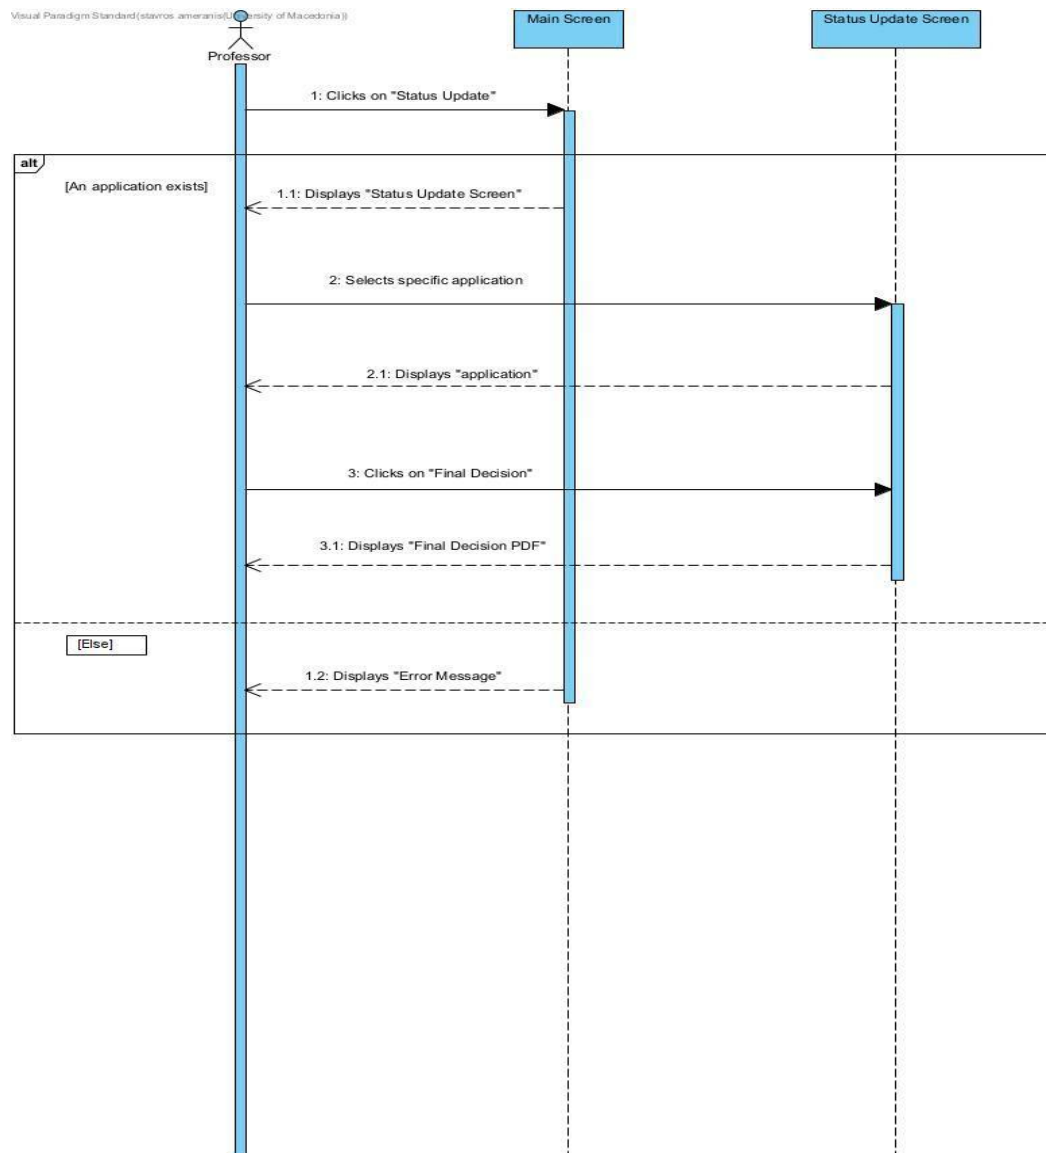 Visual Paradigm Standard(stavros ameranis(University of Macedonia))
Main Screen
Status Update Screen
Professor
1: Clicks on "Status Update"
alt
[An application exists]
1.1: Displays "Status Update Screen"
2: Selects specific application
2.1: Displays "application"
3: Clicks on "Final Decision"
3.1: Displays "Final Decision PDF"
[Else]
1.2: Displays "Error Message"